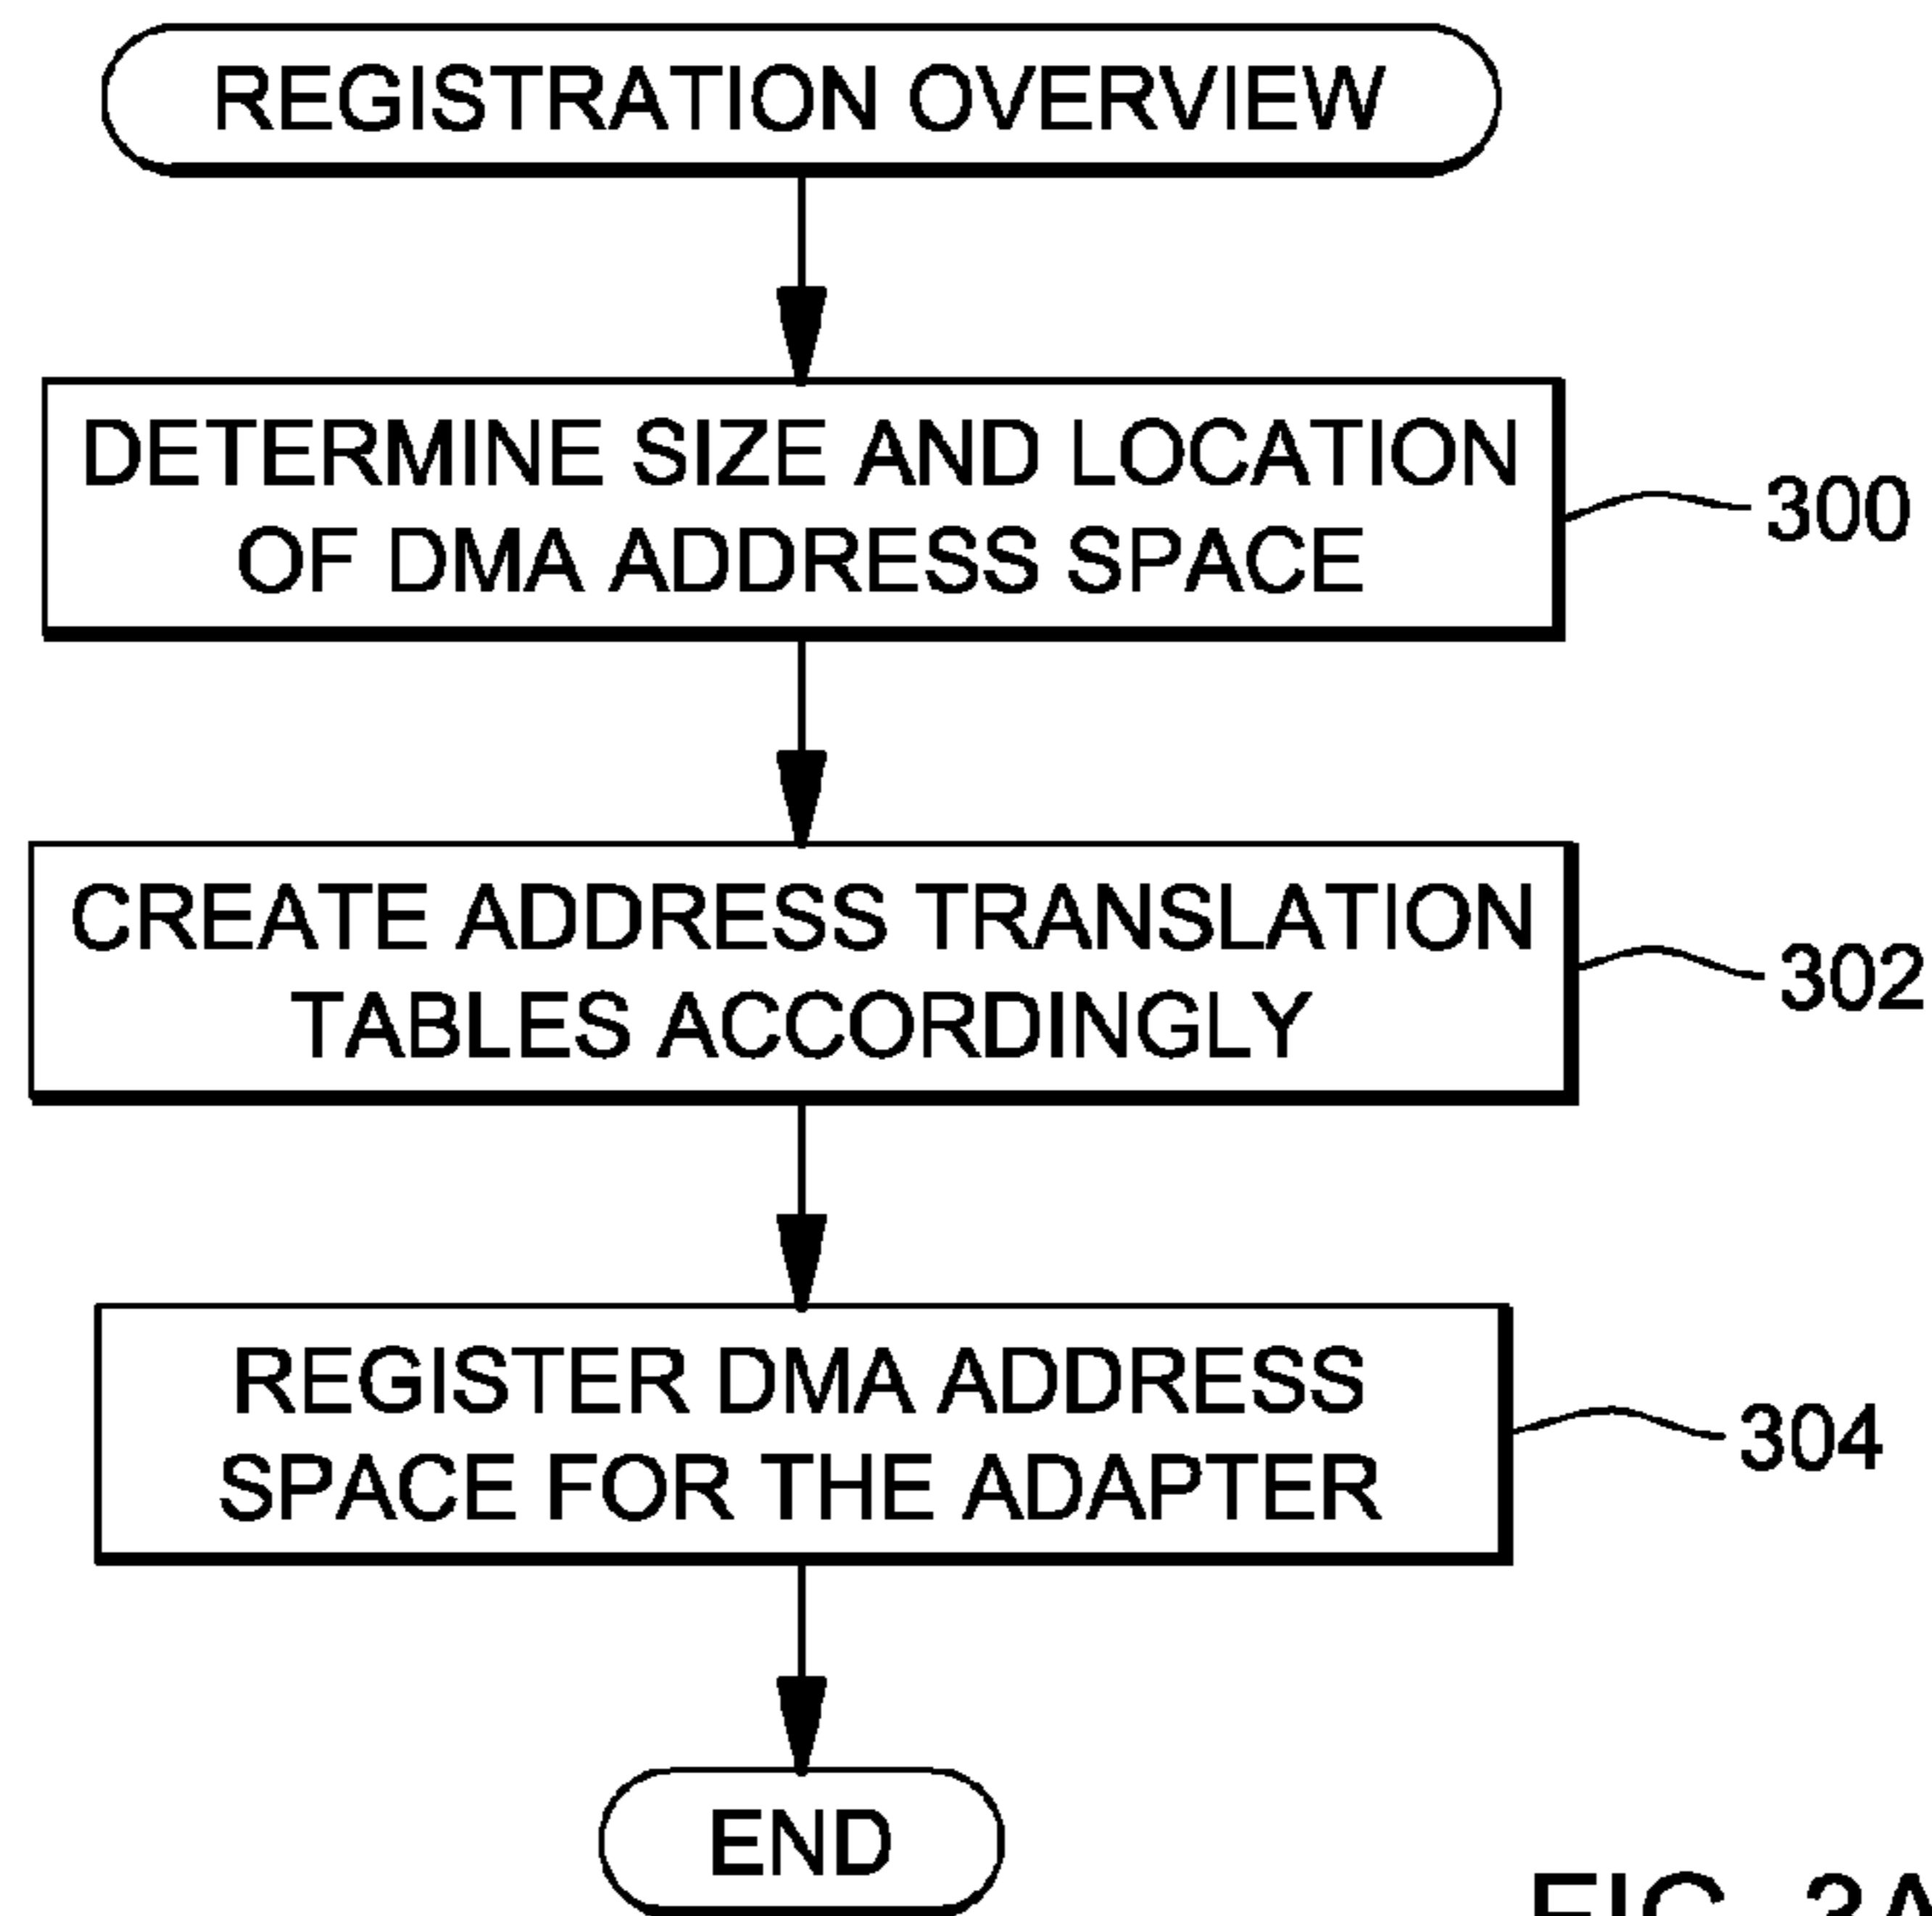 REGISTRATION OVERVIEW
DETERMINE SIZE AND LOCATION
OF DMA ADDRESS SPACE
300
CREATE ADDRESS TRANSLATION
TABLES ACCORDINGLY
302
REGISTER DMA ADDRESS
SPACE FOR THE ADAPTER
304
END